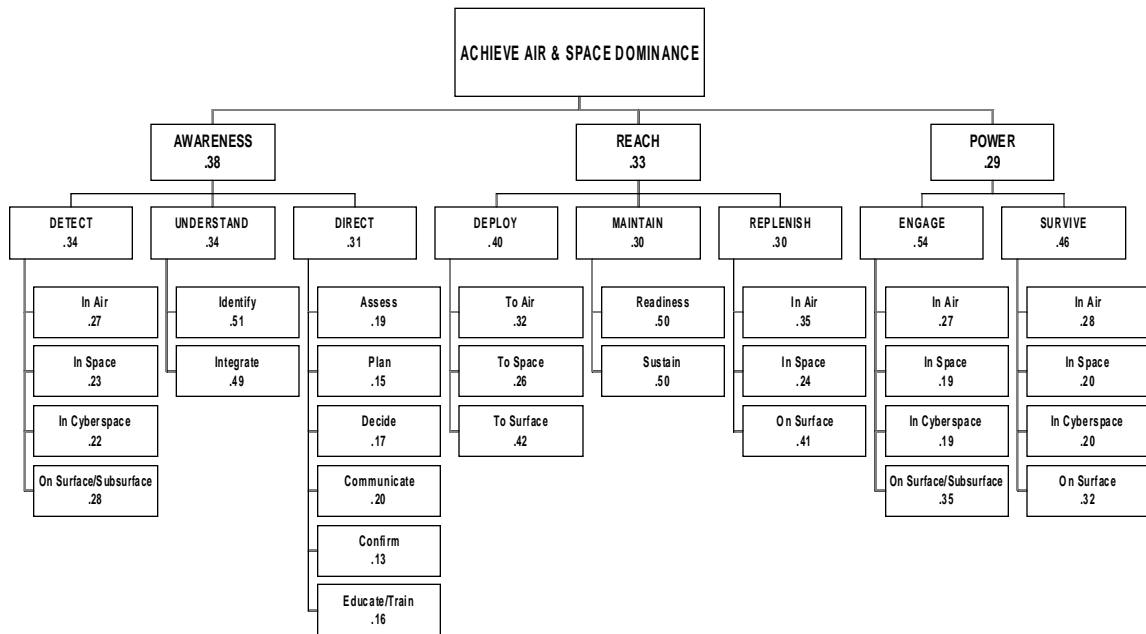 ACHIEVE AIR & SPACE DOMINANCE
AWARENESS
.38
REACH
.33
POWER
.29
DETECT
.34
UNDERSTAND
.34
DIRECT
.31
DEPLOY
.40
MAINTAIN
.30
REPLENISH
.30
ENGAGE
.54
SURVIVE
.46
In Air
.27
In Space
.23
In Cyberspace
.22
On Surface/Subsurface
.28
Identify
.51
Integrate
.49
Assess
.19
Plan
.15
Decide
.17
Communicate
.20
Confirm
.13
Educate/Train
.16
To Air
.32
To Space
.26
To Surface
.42
Readiness
.50
Sustain
.50
In Air
.35
In Space
.24
On Surface
.41
In Air
.27
In Space
.19
In Cyberspace
.19
On Surface/Subsurface
.35
In Air
.28
In Space
.20
In Cyberspace
.20
On Surface
.32